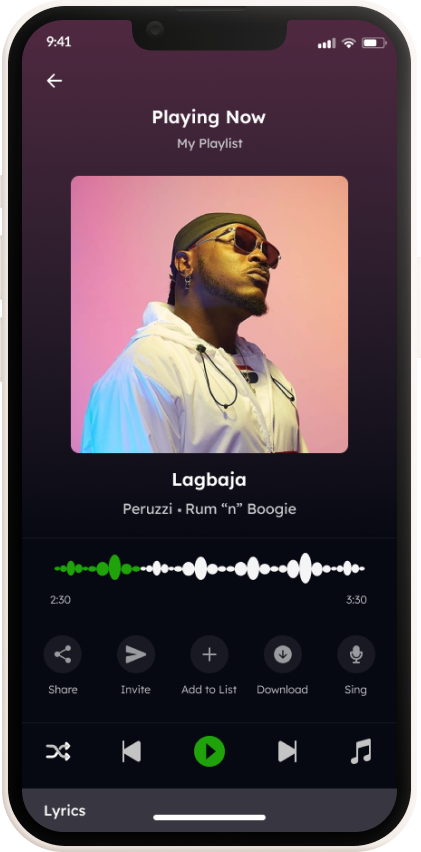 9:41
Playing Now
My Playlist
Lagbaja
Peruzzi • Rum “n” Boogie
2:30 3:30
Share Invite Add to List Download Sing
Lyrics